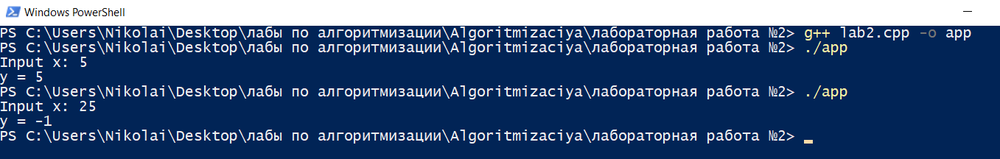 Windows PowerShell
PS C:\Users\Nikolai\Desktop\лабы по алгоритмизации\Algoritmizaciya\лабораторная работа №2> g++ lab2.cpp -o app
PS C:\Users\Nikolai\Desktop\лабы по алгоритмизации\Algoritmizaciya\лабораторная работа №2> ./app
Input x: 5
y = 5
PS C:\Users\Nikolai\Desktop\лабы по алгоритмизации\Algoritmizaciya\лабораторная работа №2> ./app
Input x: 25
y = -1
PS C:\Users\Nikolai\Desktop\лабы по алгоритмизации\Algoritmizaciya\лабораторная работа №2>